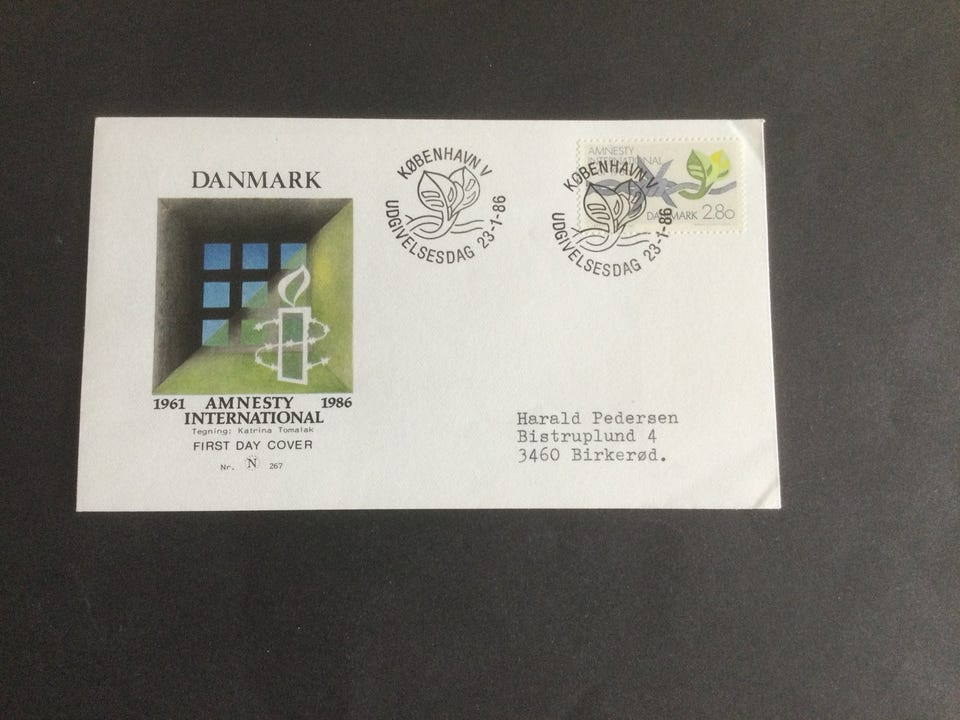 DANMARK
1961 AMNESTY 1986
INTERNATIONAL
Tegning: Katrina Tomalak
FIRST DAY COVER
Nr. N 267
KØBENHAVN V
UDGIVELSESDAG 23-1-86
AMNESTY
INTERNATIONAL
DANMARK 2.80
KØBENHAVN V
UDGIVELSESDAG 23-1-86
Harald Pedersen
Bistruplund 4
3460 Birkerød.